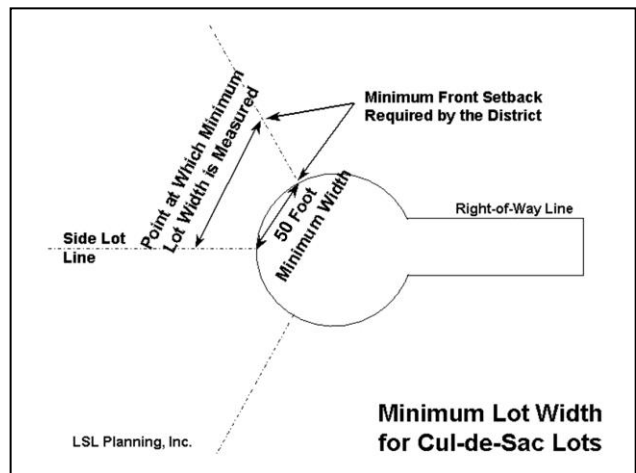 Point at Which Minimum
Lot Width is Measured
Minimum Front Setback
Required by the District
50 Foot
Minimum Width
Right-of-Way Line
Side Lot
Line
Minimum Lot Width
for Cul-de-Sac Lots
LSL Planning, Inc.